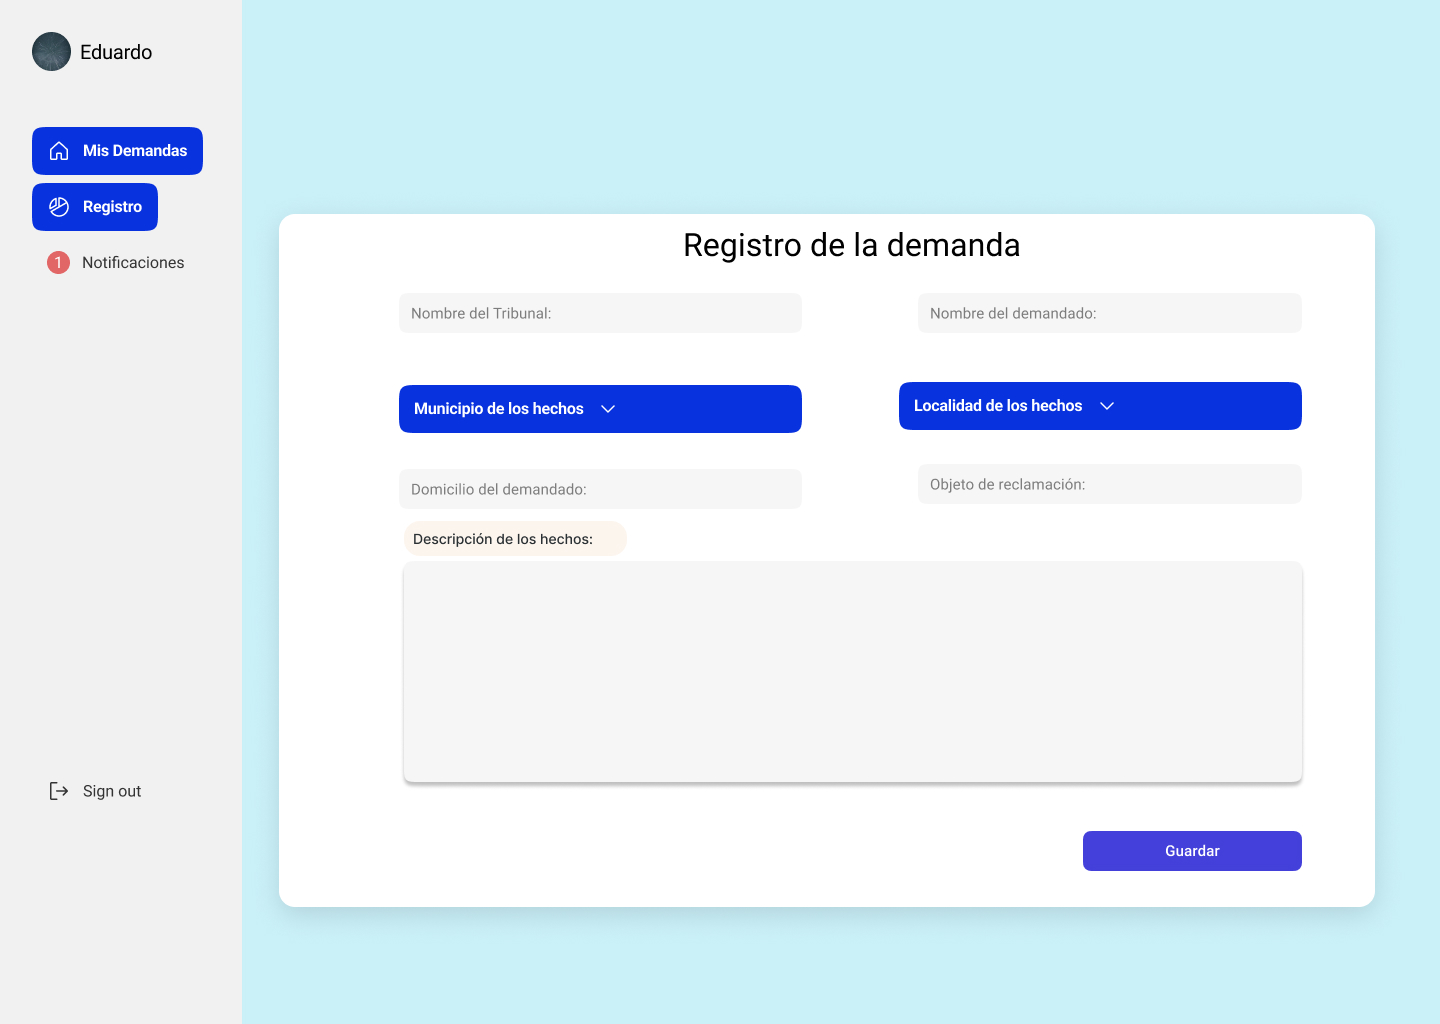 Eduardo
Mis Demandas
Registro
1 Notificaciones
Sign out
Registro de la demanda
Nombre del Tribunal:
Nombre del demandado:
Municipio de los hechos
Localidad de los hechos
Domicilio del demandado:
Objeto de reclamación:
Descripción de los hechos:
Guardar